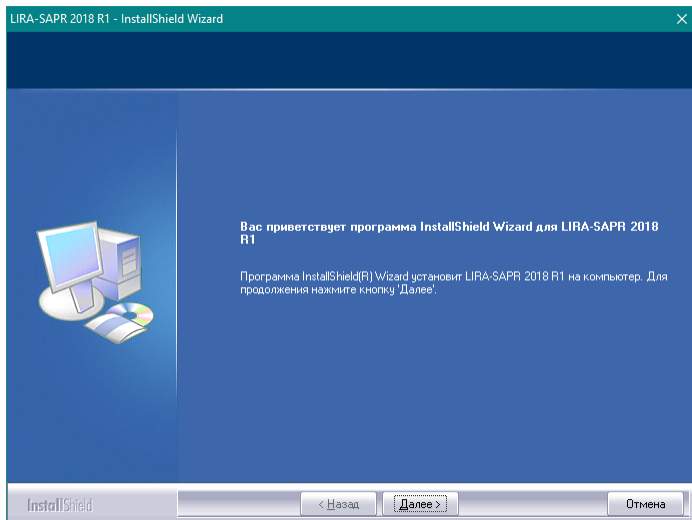 LIRA-SAPR 2018 R1 - InstallShield Wizard
Вас приветствует программа InstallShield Wizard для LIRA-SAPR 2018
R1
Программа InstallShield(R) Wizard установит LIRA-SAPR 2018 R1 на компьютер. Для
продолжения нажмите кнопку 'Далее'.
InstallShield
< Назад
Далее >
Отмена